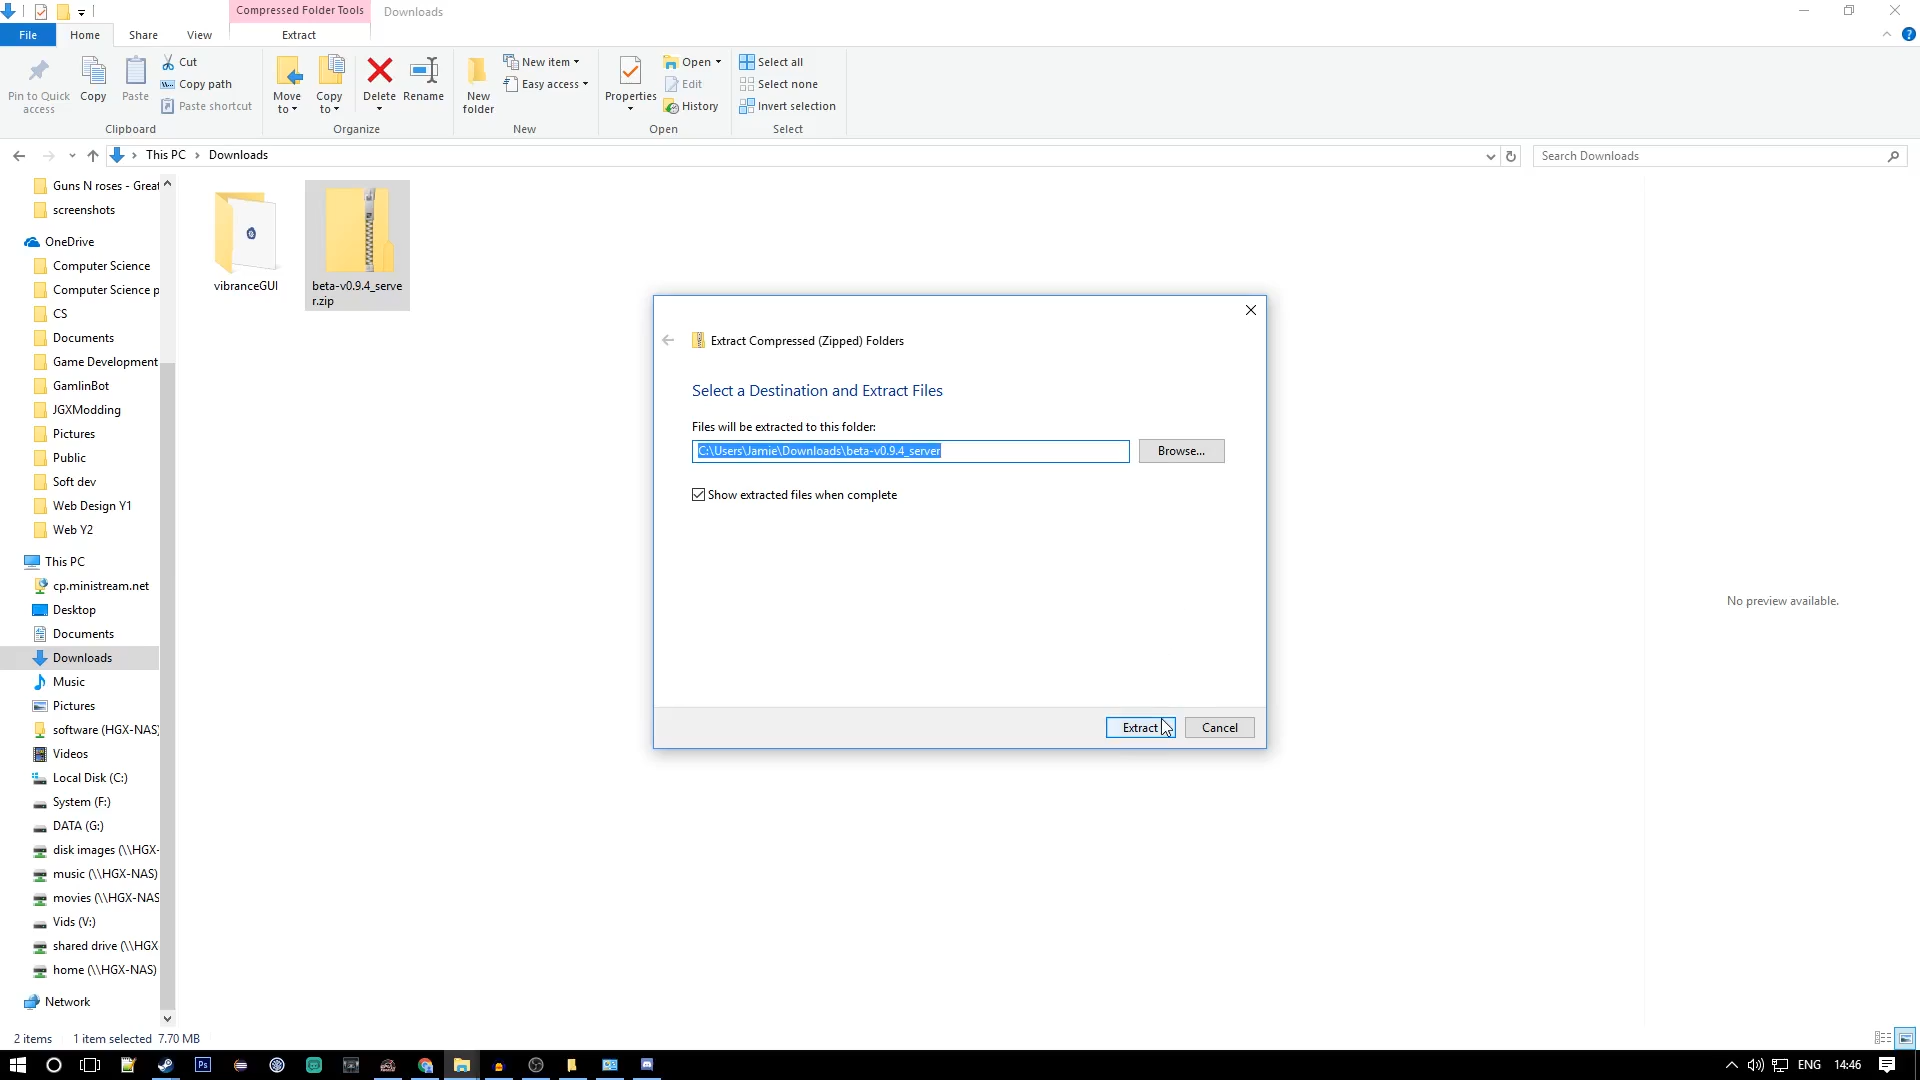 Compressed Folder Tools
Downloads
File
Home
Share
View
Extract
Pin to Quick
access
Copy
Paste
Cut
Copy path
Paste shortcut
Clipboard
Move
to
Copy
to
Delete
Rename
Organize
New
folder
New item
Easy access
New
Properties
Open
Edit
History
Open
Select all
Select none
Invert selection
Select
This PC
Downloads
Search Downloads
Guns N roses - Great
screenshots
OneDrive
Computer Science
Computer Science p
CS
Documents
Game Development
GamlinBot
JGXModding
Pictures
Public
Soft dev
Web Design Y1
Web Y2
This PC
cp.ministream.net
Desktop
Documents
Downloads
Music
Pictures
software (HGX-NAS)
Videos
Local Disk (C:)
System (F:)
DATA (G:)
disk images (\\HGX-
music (\\HGX-NAS)
movies (\\HGX-NAS
Vids (V:)
shared drive (\\HGX
home (\\HGX-NAS)
Network
vibranceGUI
beta-v0.9.4_serve
r.zip
Extract Compressed (Zipped) Folders
Select a Destination and Extract Files
Files will be extracted to this folder:
C:\Users\Jamie\Downloads\beta-v0.9.4_server
Browse...
Show extracted files when complete
Extract
Cancel
No preview available.
2 items
1 item selected 7.70 MB
Ps
ENG
14:46